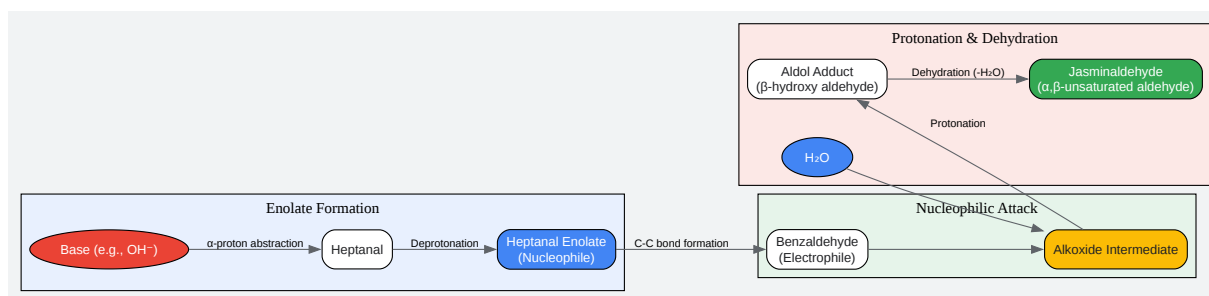 Protonation & Dehydration
Aldol Adduct
(β-hydroxy aldehyde)
Dehydration (-H₂O)
Jasminaldehyde
(α,β-unsaturated aldehyde)
Protonation
H₂O
Enolate Formation
Base (e.g., OH⁻)
α-proton abstraction
Heptanal
Deprotonation
Heptanal Enolate
(Nucleophile)
C-C bond formation
Nucleophilic Attack
Benzaldehyde
(Electrophile)
Alkoxide Intermediate